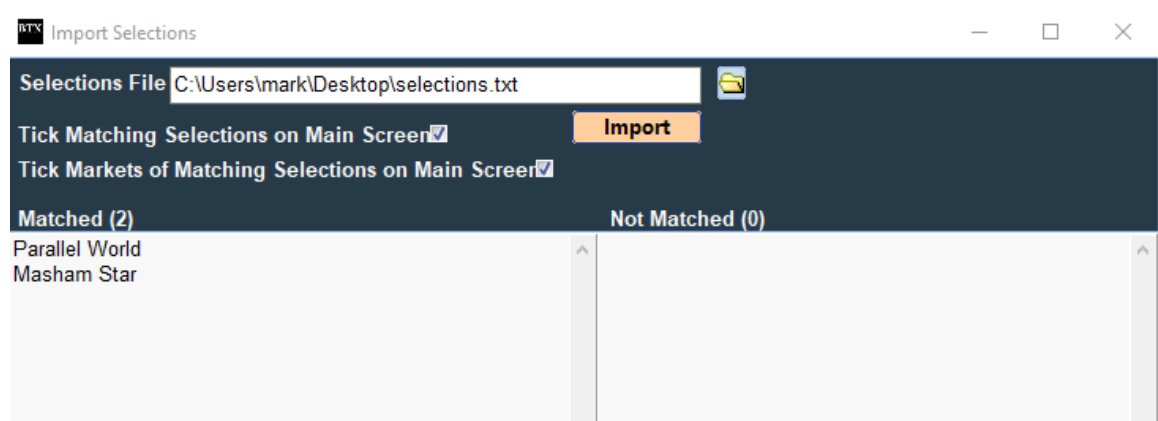 BTX Import Selections
Selections File C:\Users\mark\Desktop\selections.txt
Tick Matching Selections on Main Screen
Import
Tick Markets of Matching Selections on Main Screen
Matched (2)
Not Matched (0)
Parallel World
Masham Star